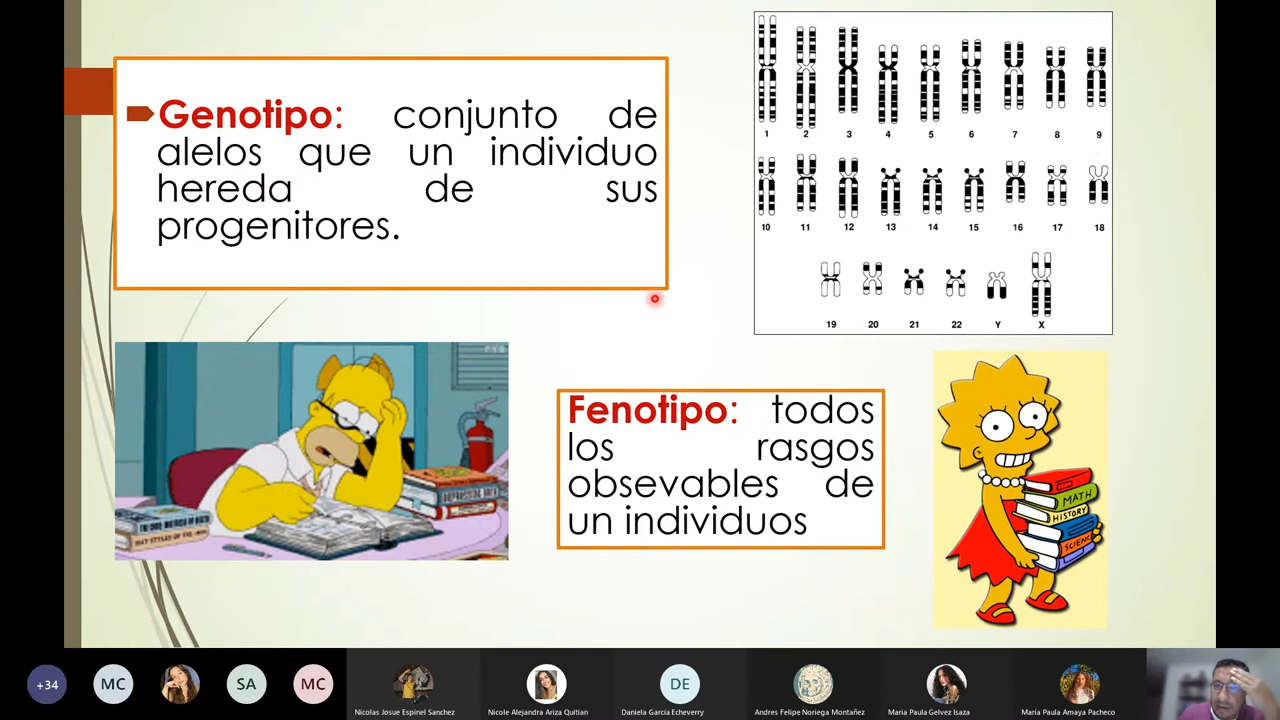 Genotipo: conjunto de
alelos que un individuo
hereda de sus
progenitores.
1 2 3 4 5 6 7 8 9
10 11 12 13 14 15 16 17 18
19 20 21 22 Y X
Fenotipo: todos
los rasgos
obsevables de
un individuos
MATH
HISTORY
SCIENC
+34
MC
SA
MC
DE
Nicolas Josue Espinel Sanchez
Nicole Alejandra Ariza Quitian
Daniela Garcia Echeverry
Andres Felipe Noriega Montañez
Maria Paula Gelvez Isaza
María Paula Amaya Pacheco